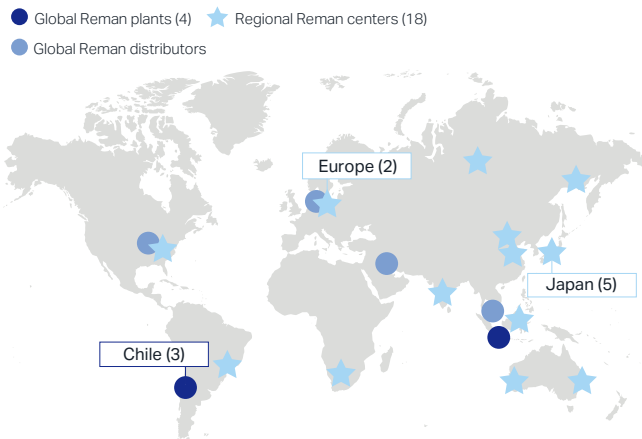 Global Reman plants (4) Regional Reman centers (18)
Global Reman distributors
Europe (2)
Japan (5)
Chile (3)